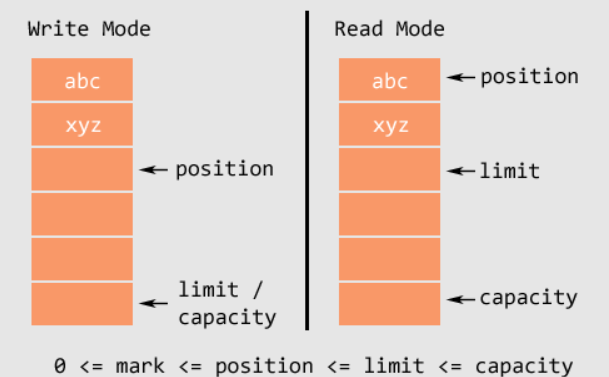 Write Mode
abc
xyz
position
limit /
capacity
Read Mode
abc
xyz
position
limit
capacity
0 <= mark <= position <= limit <= capacity